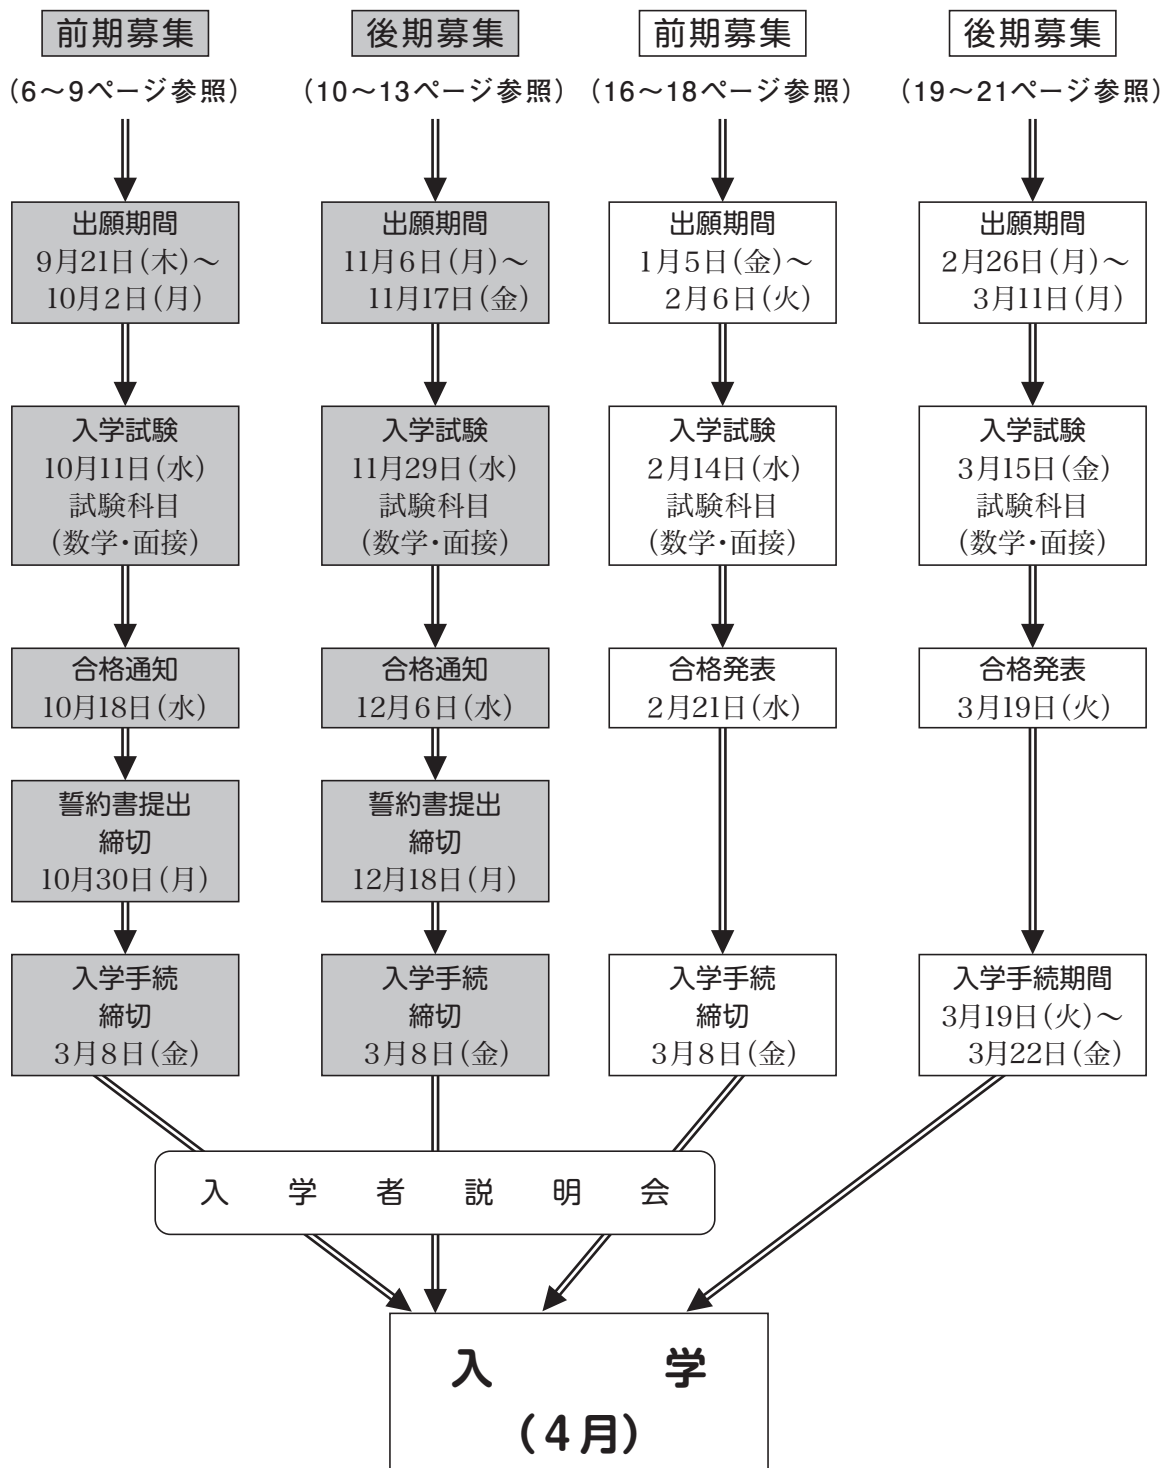 前期募集
(6〜9ページ参照)
出願期間
9月21日(木)〜
10月2日(月)
入学試験
10月11日(水)
試験科目
(数学・面接)
合格通知
10月18日(水)
誓約書提出
締切
10月30日(月)
入学手続
締切
3月8日(金)
後期募集
(10〜13ページ参照)
出願期間
11月6日(月)〜
11月17日(金)
入学試験
11月29日(水)
試験科目
(数学・面接)
合格通知
12月6日(水)
誓約書提出
締切
12月18日(月)
入学手続
締切
3月8日(金)
前期募集
(16〜18ページ参照)
出願期間
1月5日(金)〜
2月6日(火)
入学試験
2月14日(水)
試験科目
(数学・面接)
合格発表
2月21日(水)
入学手続
締切
3月8日(金)
後期募集
(19〜21ページ参照)
出願期間
2月26日(月)〜
3月11日(月)
入学試験
3月15日(金)
試験科目
(数学・面接)
合格発表
3月19日(火)
入学手続期間
3月19日(火)〜
3月22日(金)
入学者説明会
入学
(4月)